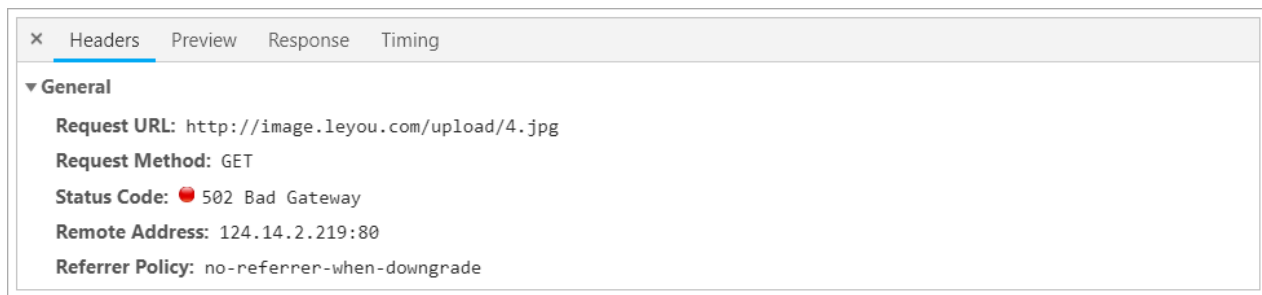 × Headers Preview Response Timing
▼ General
Request URL: http://image.leyou.com/upload/4.jpg
Request Method: GET
Status Code: 502 Bad Gateway
Remote Address: 124.14.2.219:80
Referrer Policy: no-referrer-when-downgrade